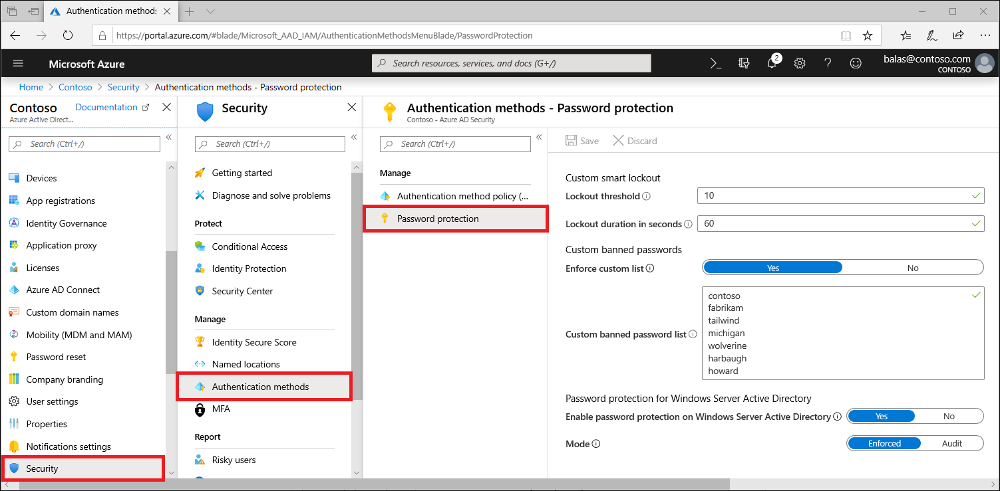 Authentication methods
https://portal.azure.com/#blade/Microsoft_AAD_IAM/AuthenticationMethodsMenuBlade/PasswordProtection
Microsoft Azure
Search resources, services, and docs (G+/)
2
balas@contoso.com
CONTOSO
Home > Contoso > Security > Authentication methods - Password protection
Contoso
Documentation
Azure Active Direct...
Search (Ctrl+/)
Devices
App registrations
Identity Governance
Application proxy
Licenses
Azure AD Connect
Custom domain names
Mobility (MDM and MAM)
Password reset
Company branding
User settings
Properties
Notifications settings
Security
Security
Search (Ctrl+/)
Getting started
Diagnose and solve problems
Protect
Conditional Access
Identity Protection
Security Center
Manage
Identity Secure Score
Named locations
Authentication methods
MFA
Report
Risky users
Authentication methods - Password protection
Contoso - Azure AD Security
Search (Ctrl+/)
Manage
Authentication method policy (...
Password protection
Save
Discard
Custom smart lockout
Lockout threshold
10
Lockout duration in seconds
60
Custom banned passwords
Enforce custom list
Yes
No
Custom banned password list
contoso
fabrikam
tailwind
michigan
wolverine
harbaugh
howard
Password protection for Windows Server Active Directory
Enable password protection on Windows Server Active Directory
Yes
No
Mode
Enforced
Audit